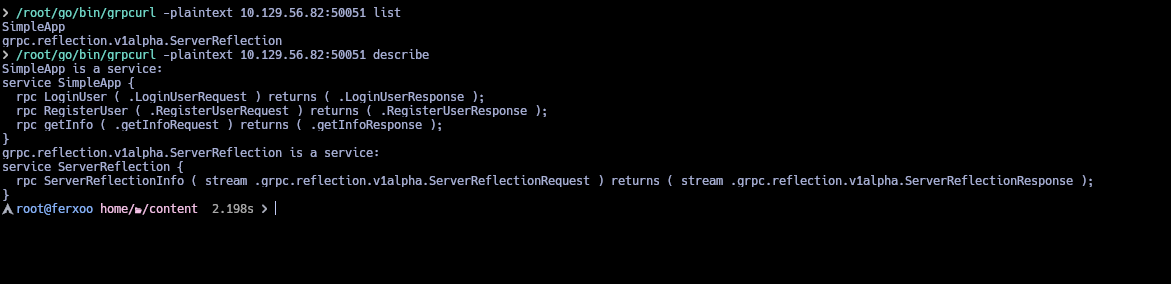 ❯ /root/go/bin/grpcurl -plaintext 10.129.56.82:50051 list
SimpleApp
grpc.reflection.v1alpha.ServerReflection
❯ /root/go/bin/grpcurl -plaintext 10.129.56.82:50051 describe
SimpleApp is a service:
service SimpleApp {
  rpc LoginUser ( .LoginUserRequest ) returns ( .LoginUserResponse );
  rpc RegisterUser ( .RegisterUserRequest ) returns ( .RegisterUserResponse );
  rpc getInfo ( .getInfoRequest ) returns ( .getInfoResponse );
}
grpc.reflection.v1alpha.ServerReflection is a service:
service ServerReflection {
  rpc ServerReflectionInfo ( stream .grpc.reflection.v1alpha.ServerReflectionRequest ) returns ( stream .grpc.reflection.v1alpha.ServerReflectionResponse );
}
root@ferxoo home//content 2.198s ❯